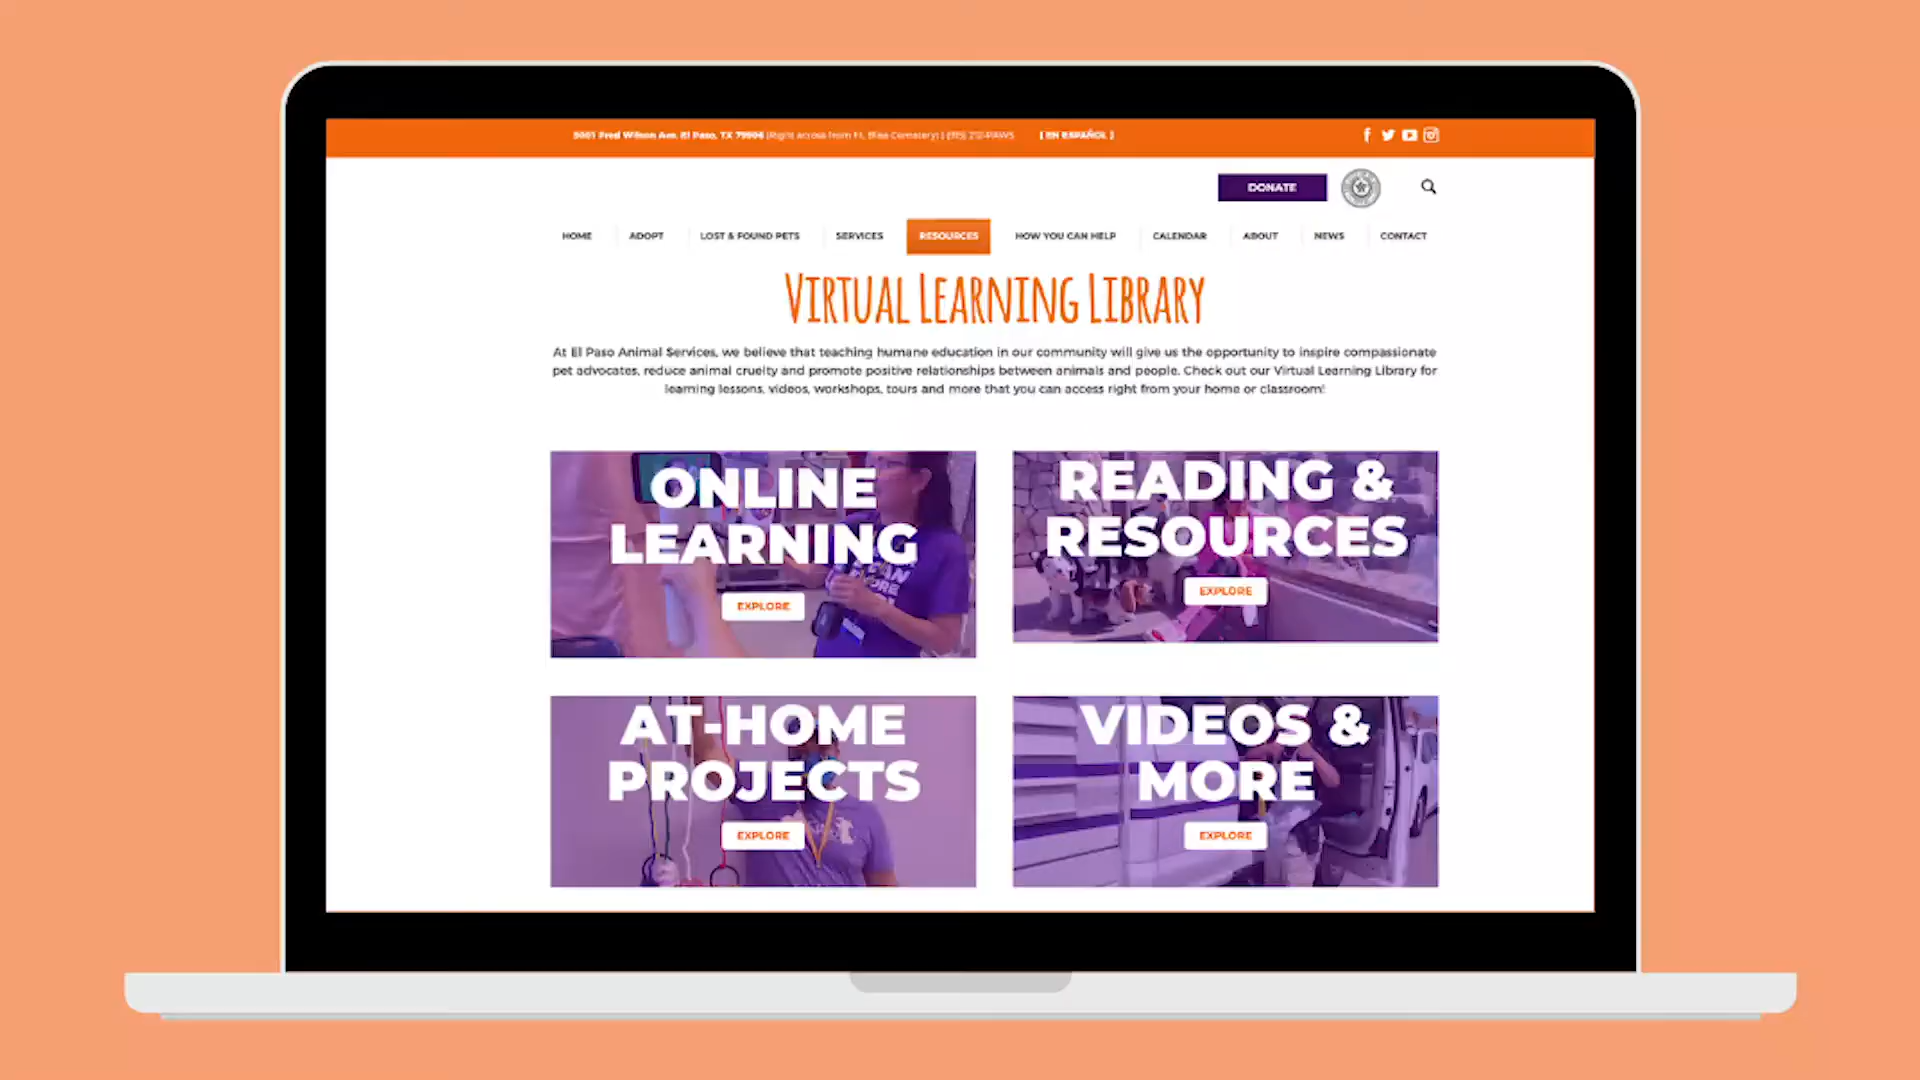 5001 Fred Wilson Ave. El Paso, TX 79906 (Right across from Ft. Bliss Cemetery) | (915) 212-PAWS [ EN ESPAÑOL ]
DONATE
HOME ADOPT LOST & FOUND PETS SERVICES RESOURCES HOW YOU CAN HELP CALENDAR ABOUT NEWS CONTACT
VIRTUAL LEARNING LIBRARY
At El Paso Animal Services, we believe that teaching humane education in our community will give us the opportunity to inspire compassionate
pet advocates, reduce animal cruelty and promote positive relationships between animals and people. Check out our Virtual Learning Library for
learning lessons, videos, workshops, tours and more that you can access right from your home or classroom!
ONLINE
LEARNING
EXPLORE
READING &
RESOURCES
EXPLORE
AT-HOME
PROJECTS
EXPLORE
VIDEOS &
MORE
EXPLORE